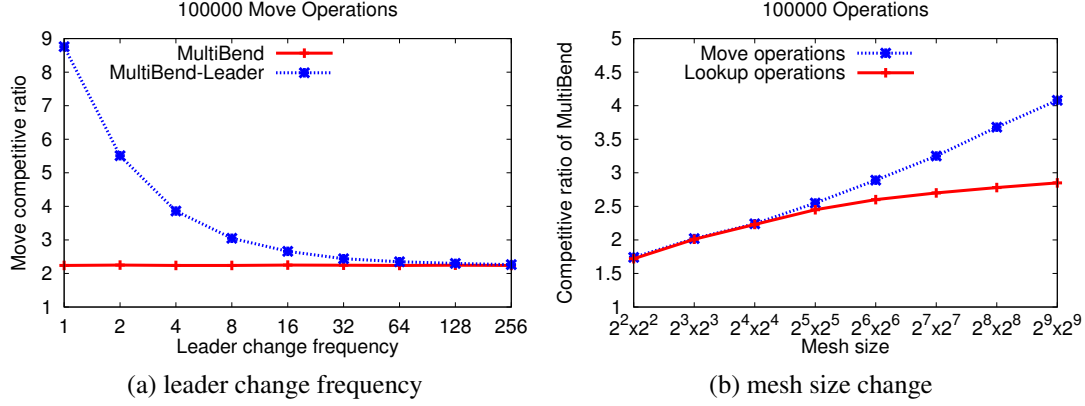 100000 Move Operations
MultiBend
MultiBend-Leader
Move competitive ratio
9
8
7
6
5
4
3
2
1
1 2 4 8 16 32 64 128 256
Leader change frequency
(a) leader change frequency
100000 Operations
Move operations
Lookup operations
Competitive ratio of MultiBend
5
4.5
4
3.5
3
2.5
2
1.5
1
2²x2² 2³x2³ 2⁴x2⁴ 2⁵x2⁵ 2⁶x2⁶ 2⁷x2⁷ 2⁸x2⁸ 2⁹x2⁹
Mesh size
(b) mesh size change